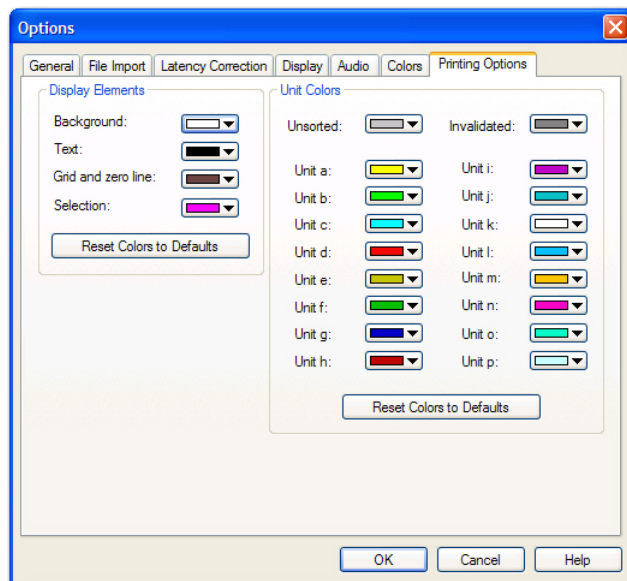 Options
General File Import Latency Correction Display Audio Colors Printing Options
Display Elements
Background:
Text:
Grid and zero line:
Selection:
Reset Colors to Defaults
Unit Colors
Unsorted: Invalidated:
Unit a: Unit i:
Unit b: Unit j:
Unit c: Unit k:
Unit d: Unit l:
Unit e: Unit m:
Unit f: Unit n:
Unit g: Unit o:
Unit h: Unit p:
Reset Colors to Defaults
OK Cancel Help